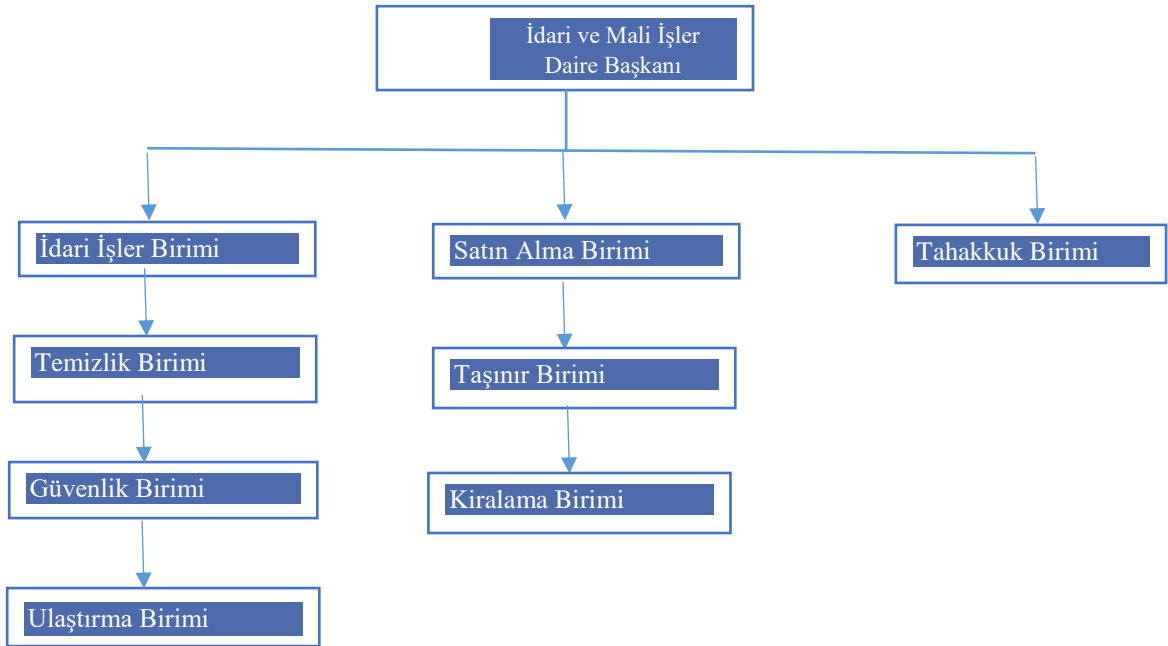 İdari ve Mali İşler
Daire Başkanı
İdari İşler Birimi
Satın Alma Birimi
Tahakkuk Birimi
Temizlik Birimi
Taşınır Birimi
Güvenlik Birimi
Kiralama Birimi
Ulaştırma Birimi